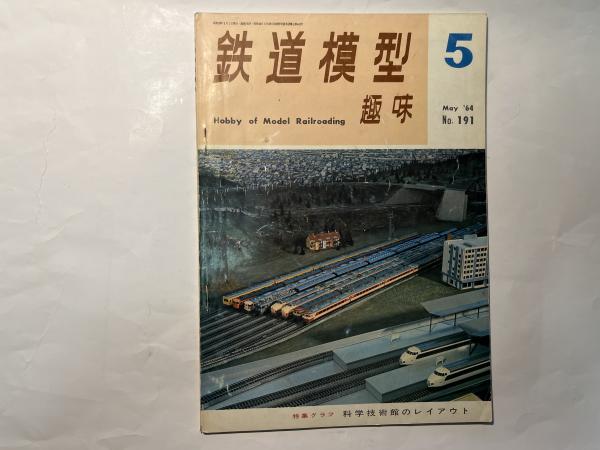 鉄道模型
趣味
Hobby of Model Railroading
5
May '64
No. 191
特集グラフ 科学技術館のレイアウト